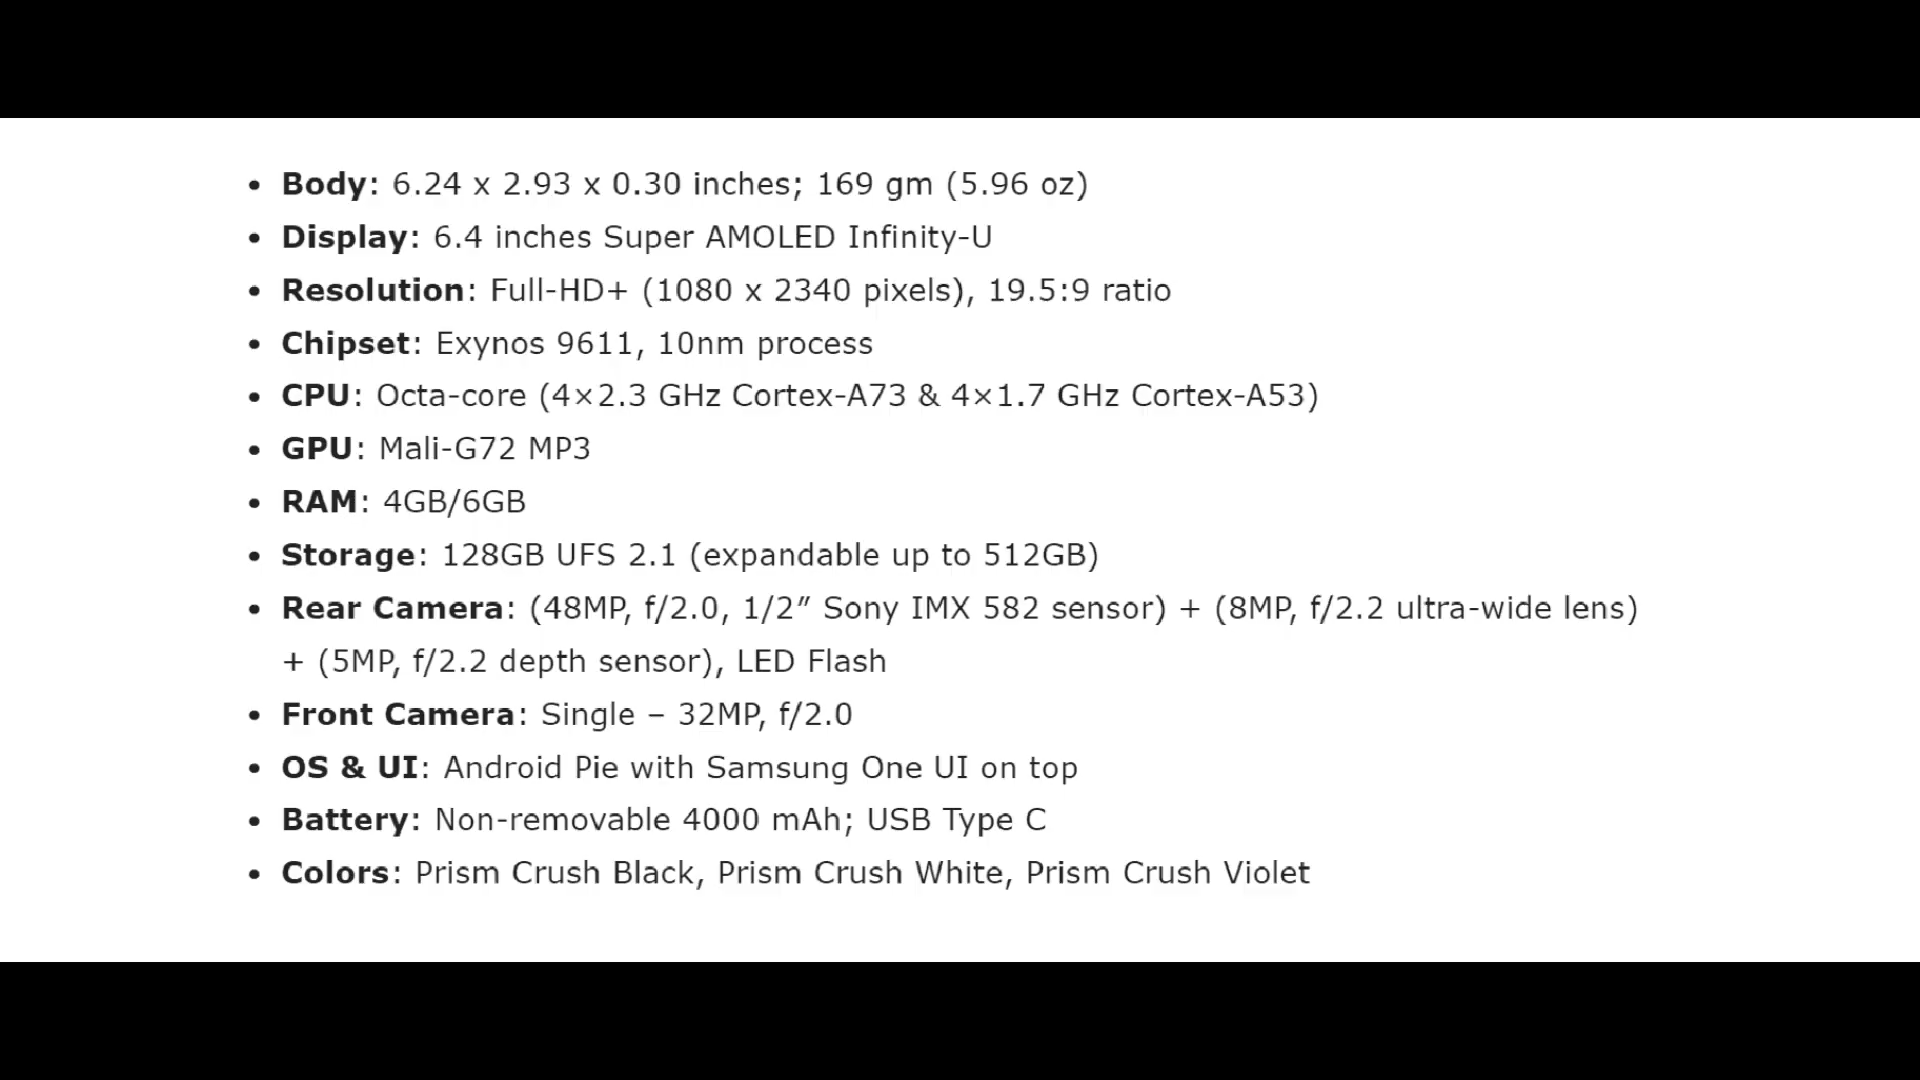 • Body: 6.24 x 2.93 x 0.30 inches; 169 gm (5.96 oz)
• Display: 6.4 inches Super AMOLED Infinity-U
• Resolution: Full-HD+ (1080 x 2340 pixels), 19.5:9 ratio
• Chipset: Exynos 9611, 10nm process
• CPU: Octa-core (4×2.3 GHz Cortex-A73 & 4×1.7 GHz Cortex-A53)
• GPU: Mali-G72 MP3
• RAM: 4GB/6GB
• Storage: 128GB UFS 2.1 (expandable up to 512GB)
• Rear Camera: (48MP, f/2.0, 1/2″ Sony IMX 582 sensor) + (8MP, f/2.2 ultra-wide lens)
+ (5MP, f/2.2 depth sensor), LED Flash
• Front Camera: Single – 32MP, f/2.0
• OS & UI: Android Pie with Samsung One UI on top
• Battery: Non-removable 4000 mAh; USB Type C
• Colors: Prism Crush Black, Prism Crush White, Prism Crush Violet